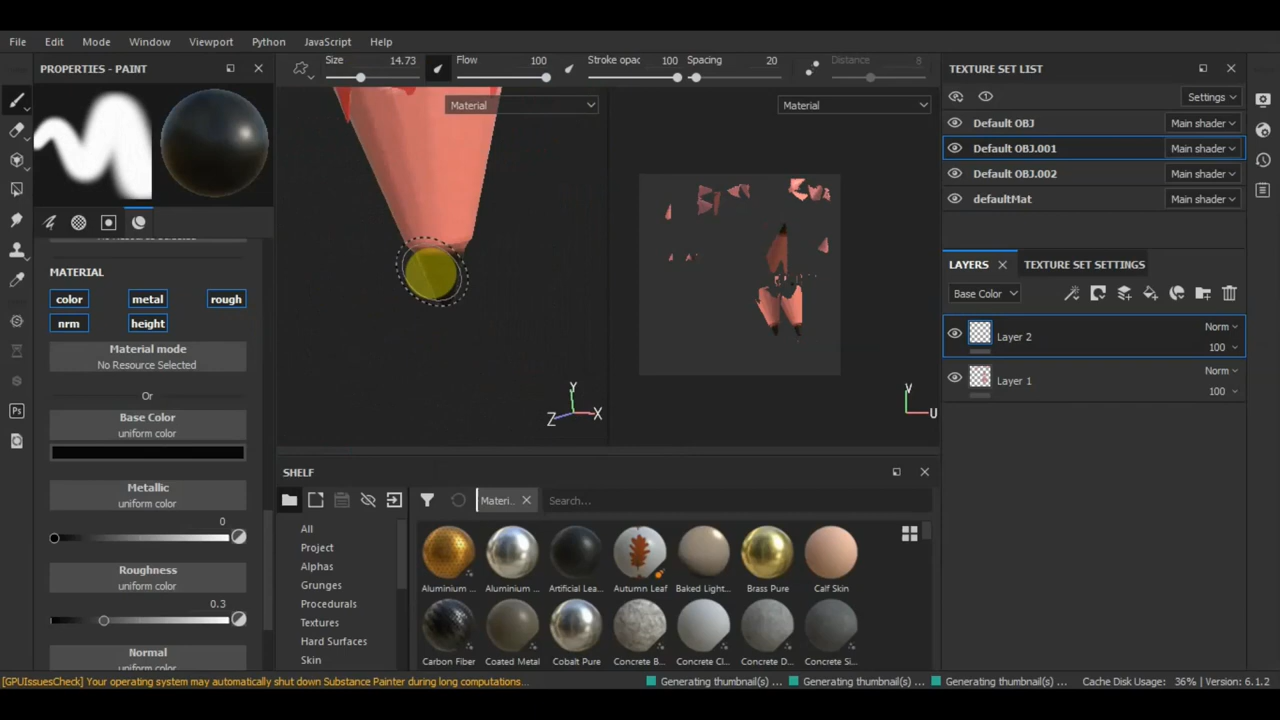 File Edit Mode Window Viewport Python JavaScript Help
PROPERTIES - PAINT
Size 14.73 Flow 100 Stroke opac 100 Spacing 20 Distance 8
Material
Material
TEXTURE SET LIST
Settings
Default OBJ Main shader
Default OBJ.001 Main shader
Default OBJ.002 Main shader
defaultMat Main shader
MATERIAL
color metal rough
nrm height
Material mode
No Resource Selected
Or
Base Color
uniform color
Metallic
uniform color
0
Roughness
uniform color
0.3
Normal
Y
Z X
V
U
LAYERS TEXTURE SET SETTINGS
Base Color
Layer 2 Norm
100
Layer 1 Norm
100
SHELF
Materi... Search...
All
Project
Alphas
Grunges
Procedurals
Textures
Hard Surfaces
Skin
Aluminium ... Aluminium ... Artificial Lea... Autumn Leaf Baked Light... Brass Pure Calf Skin
Carbon Fiber Coated Metal Cobalt Pure Concrete B... Concrete Cl... Concrete D... Concrete Si...
[GPUIssuesCheck] Your operating system may automatically shut down Substance Painter during long computations... Generating thumbnail(s) ... Generating thumbnail(s) ... Generating thumbnail(s) ... Cache Disk Usage: 36% | Version: 6.1.2